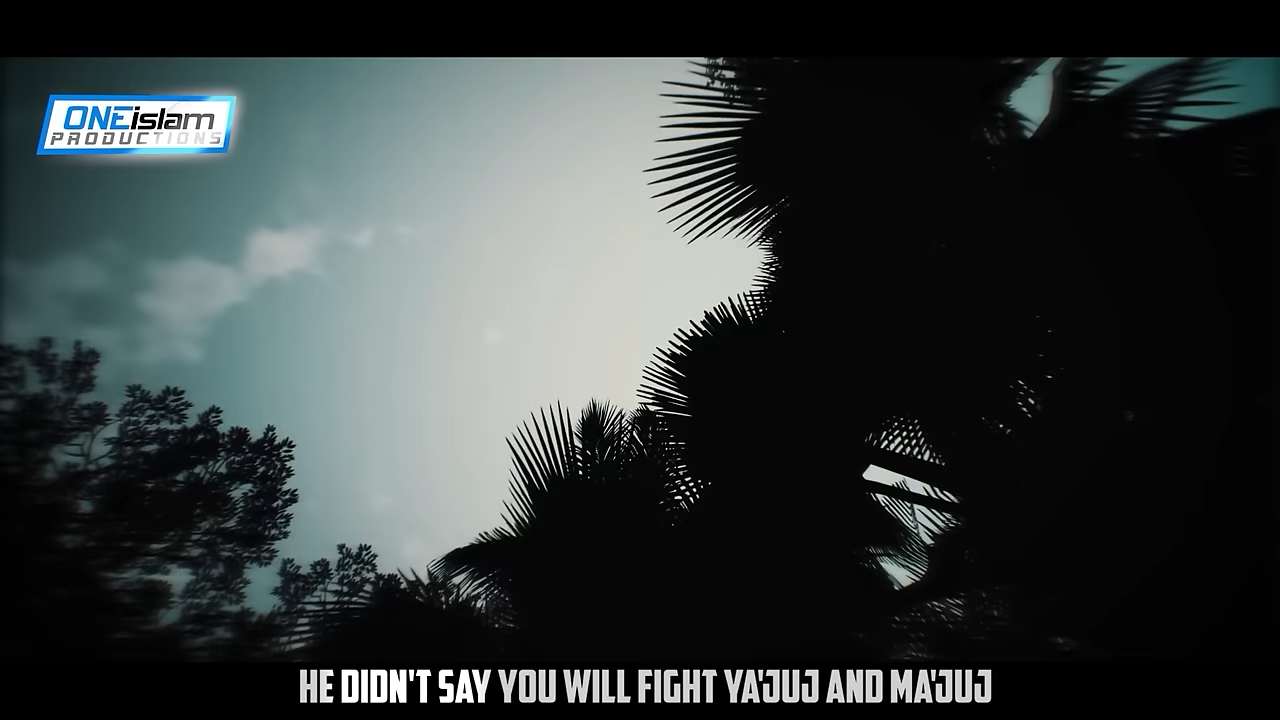 ONEislam
PRODUCTIONS
HE DIDN'T SAY YOU WILL FIGHT YA'JUJ AND MA'JUJ